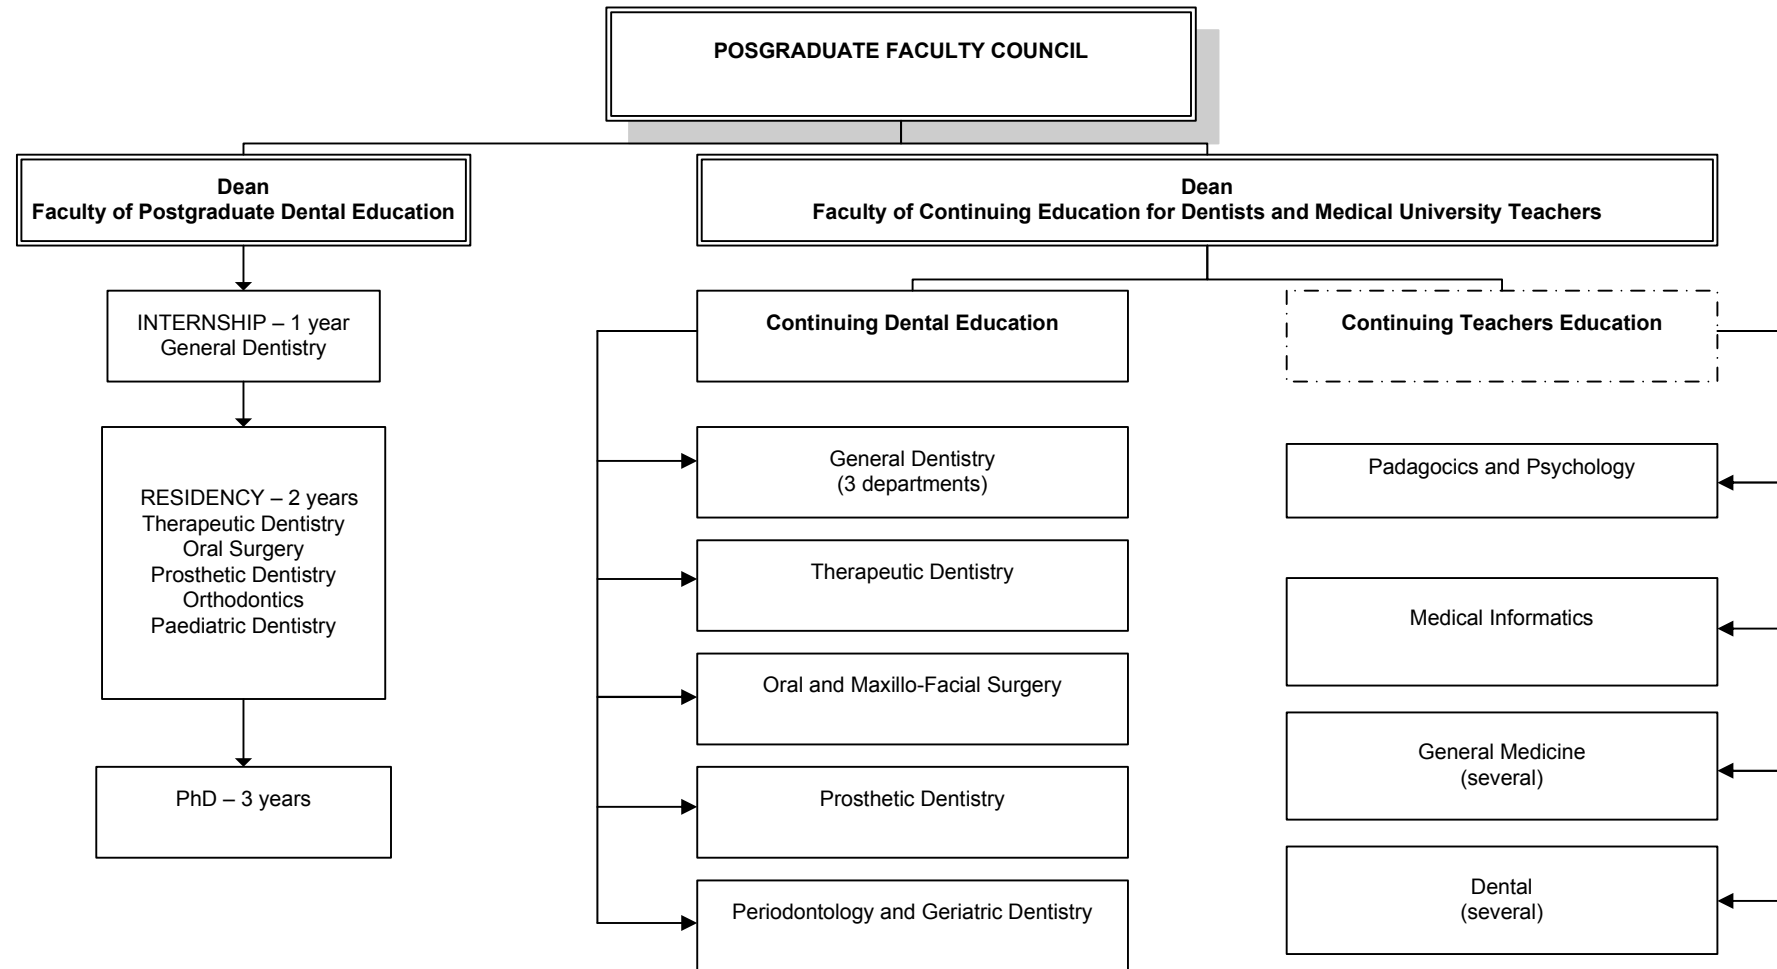 POSGRADUATE FACULTY COUNCIL
Dean
Faculty of Postgraduate Dental Education
Dean
Faculty of Continuing Education for Dentists and Medical University Teachers
INTERNSHIP – 1 year
General Dentistry
RESIDENCY – 2 years
Therapeutic Dentistry
Oral Surgery
Prosthetic Dentistry
Orthodontics
Paediatric Dentistry
PhD – 3 years
Continuing Dental Education
General Dentistry
(3 departments)
Therapeutic Dentistry
Oral and Maxillo-Facial Surgery
Prosthetic Dentistry
Periodontology and Geriatric Dentistry
Continuing Teachers Education
Padagocics and Psychology
Medical Informatics
General Medicine
(several)
Dental
(several)